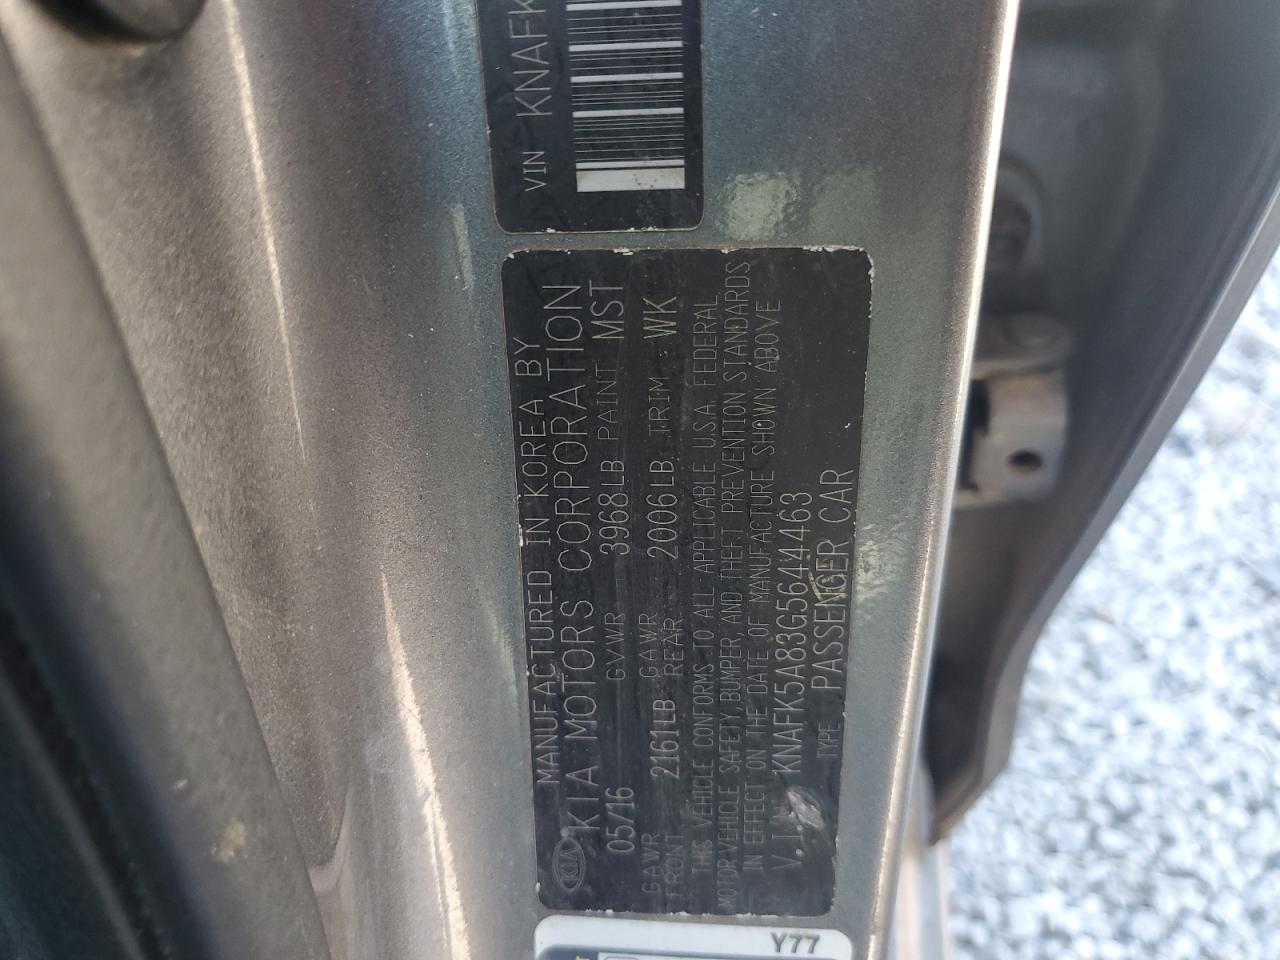 VIN KNAFK
MANUFACTURED IN KOREA BY
KIA KIA MOTORS CORPORATION
05/16 GVWR 3968LB PAINT MST
GAWR FRONT 2161LB GAWR REAR 2006LB TRIM WK
THIS VEHICLE CONFORMS TO ALL APPLICABLE U.S.A. FEDERAL
MOTOR VEHICLE SAFETY, BUMPER, AND THEFT PREVENTION STANDARDS
IN EFFECT ON THE DATE OF MANUFACTURE SHOWN ABOVE
V.I. KNAFK5A83G5644463
TYPE : PASSENGER CAR
Y77